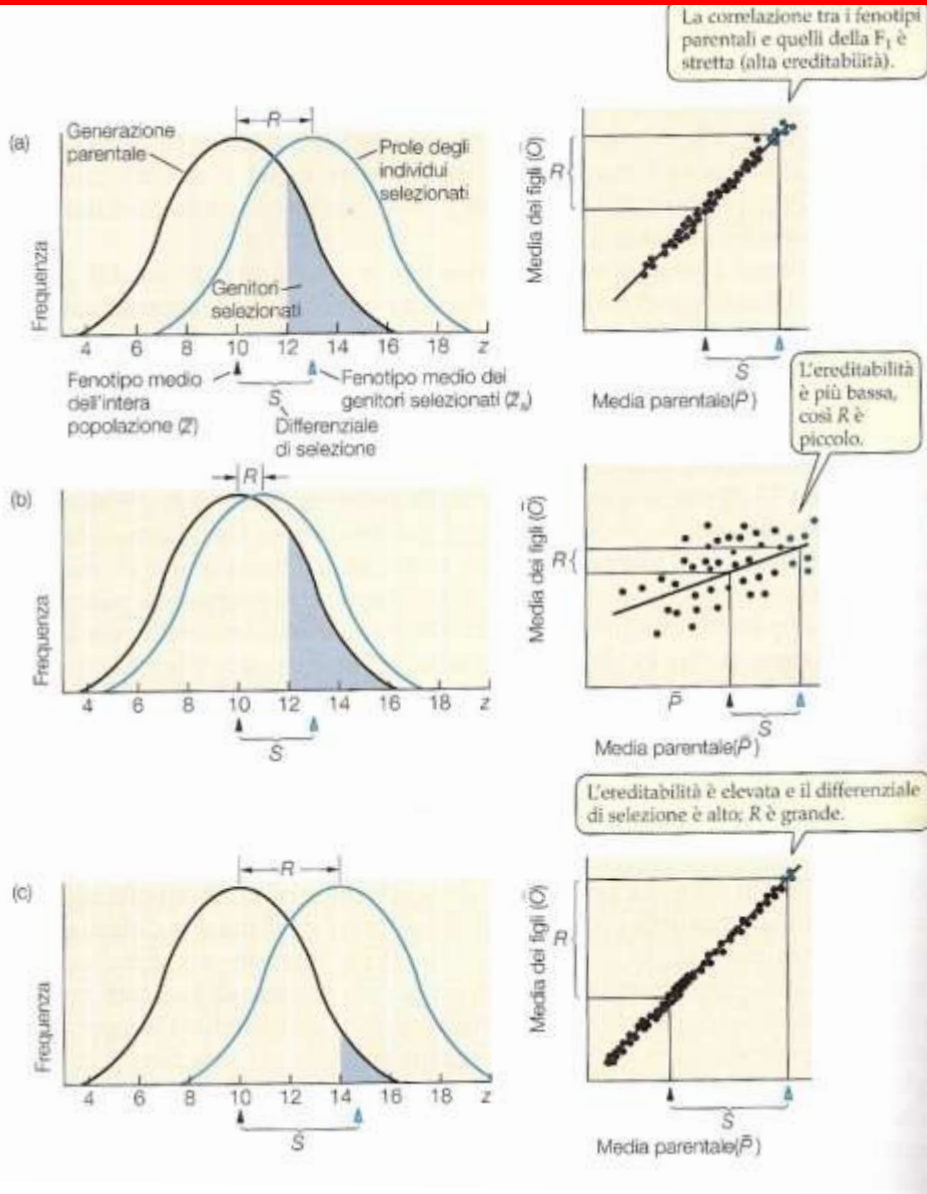 La correlazione tra i fenotipi
parentali e quelli della F1 è
stretta (alta ereditabilità).
(a)
Generazione
parentale
R
Prole degli
individui
selezionati
Genitori
selezionati
Frequenza
4 6 8 10 12 14 16 18 z
Fenotipo medio
dell'intera
popolazione (z̅)
S
Differenziale
di selezione
Fenotipo medio dei
genitori selezionati (z̅s)
Media dei figli (O̅)
R
S
Media parentale(P̅)
L'ereditabilità
è più bassa,
così R è
piccolo.
(b)
R
Frequenza
4 6 8 10 12 14 16 18 z
S
Media dei figli (O̅)
R
P̅
S
Media parentale(P̅)
L'ereditabilità è elevata e il differenziale
di selezione è alto; R è grande.
(c)
R
Frequenza
4 6 8 10 12 14 16 18 z
S
Media dei figli (O̅)
R
S
Media parentale(P̅)